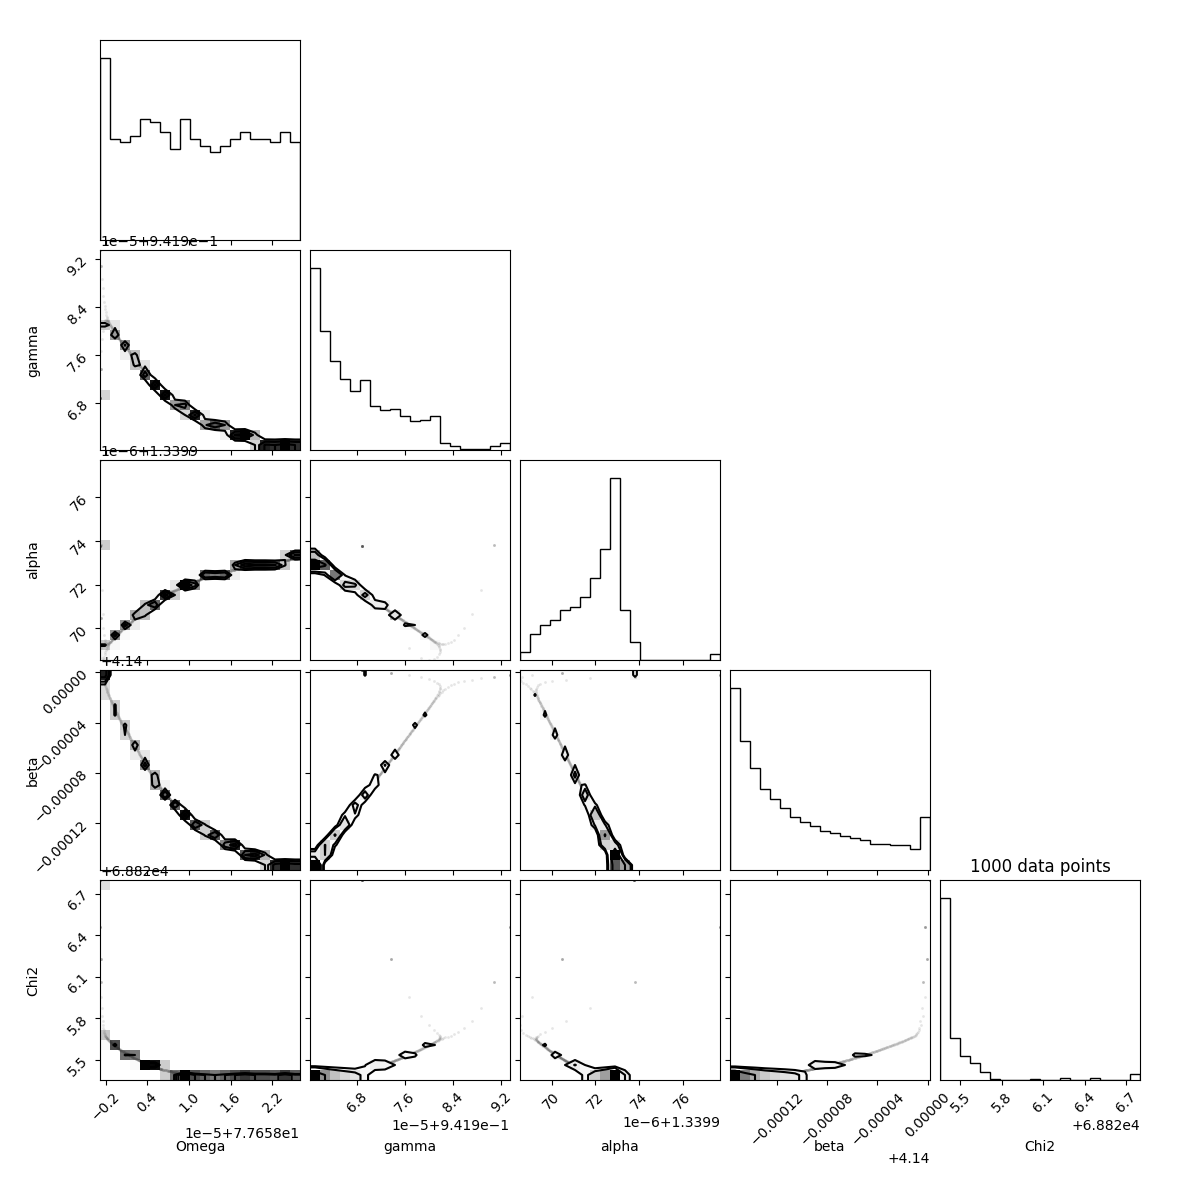 1e−5+9.419e−1
9.2
8.4
7.6
6.8
gamma
1e−6+1.3399
76
74
72
70
alpha
+4.14
0.00000
−0.00004
−0.00008
−0.00012
beta
+6.882e4
1000 data points
6.7
6.4
6.1
5.8
5.5
Chi2
−0.2 0.4 1.0 1.6 2.2
1e−5+7.7658e1
Omega
6.8 7.6 8.4 9.2
1e−5+9.419e−1
gamma
70 72 74 76
1e−6+1.3399
alpha
−0.00012 −0.00008 −0.00004 0.00000
beta
+4.14
5.5 5.8 6.1 6.4 6.7
+6.882e4
Chi2